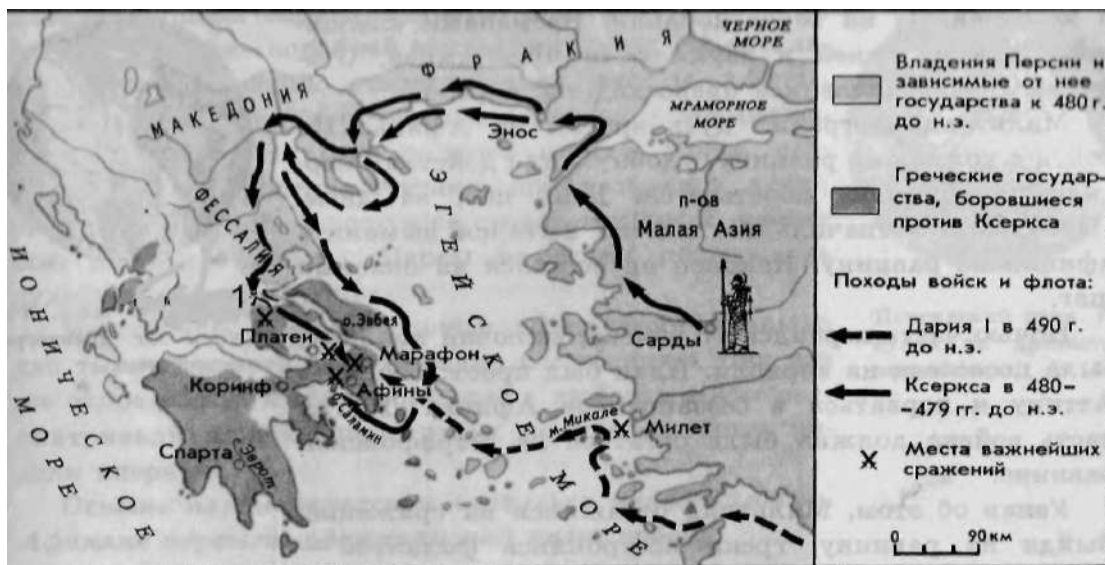 ЧЕРНОЕ
МОРЕ
ФРАКИЯ
МАКЕДОНИЯ
МРАМОРНОЕ
МОРЕ
Энос
ЭГЕЙСКОЕ МОРЕ
п-ов
Малая Азия
ФЕССАЛИЯ
ИОНИЧЕСКОЕ
МОРЕ
1
о.Эвбея
Сарды
Платеи
Марафон
Коринф
Афины
о.Саламин
м.Микале
Милет
Спарта
Эврот
Владения Персии и
зависимые от нее
государства к 480 г.
до н.э.
Греческие государ-
ства, боровшиеся
против Ксеркса
Походы войск и флота:
Дария I в 490 г.
до н.э.
Ксеркса в 480–
–479 гг. до н.э.
Места важнейших
сражений
0 90 км